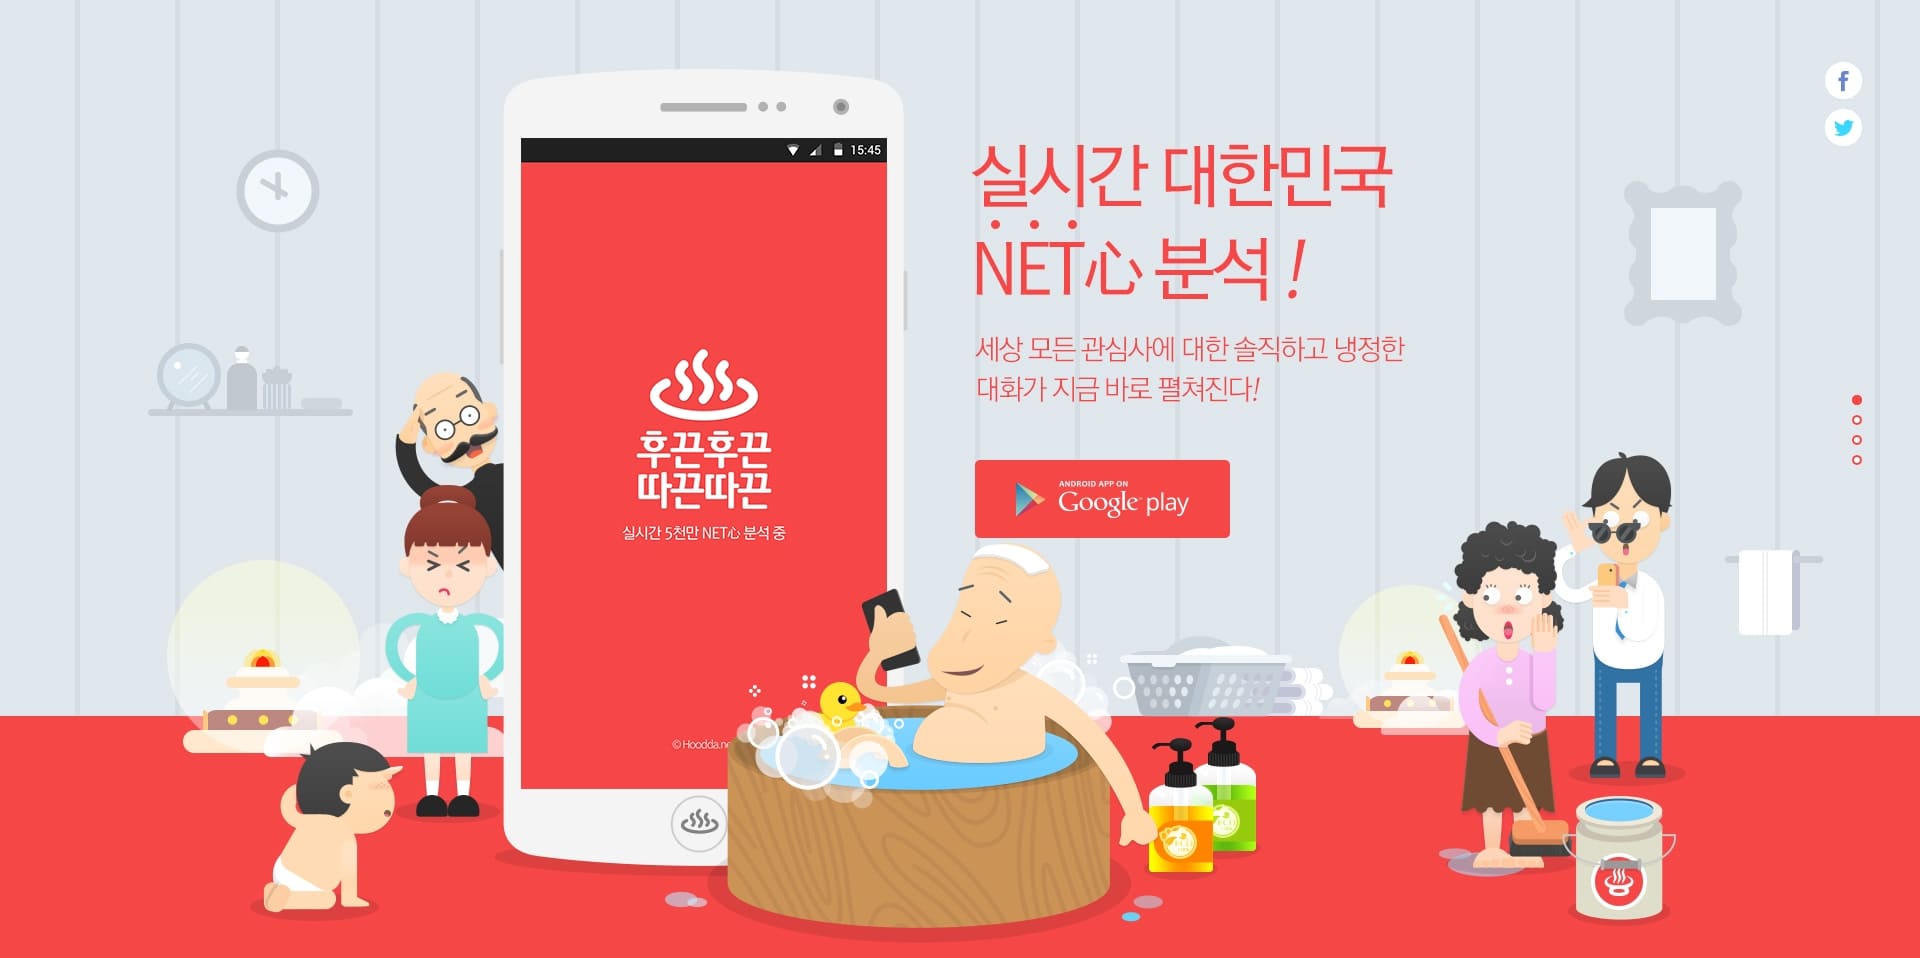 15:45
실시간 대한민국
NET心 분석!
세상 모든 관심사에 대한 솔직하고 냉정한
대화가 지금 바로 펼쳐진다!
ANDROID APP ON
Google play
후끈후끈
따끈따끈
실시간 5천만 NET心 분석 중
© Hoodda.ne
ECO
ECO